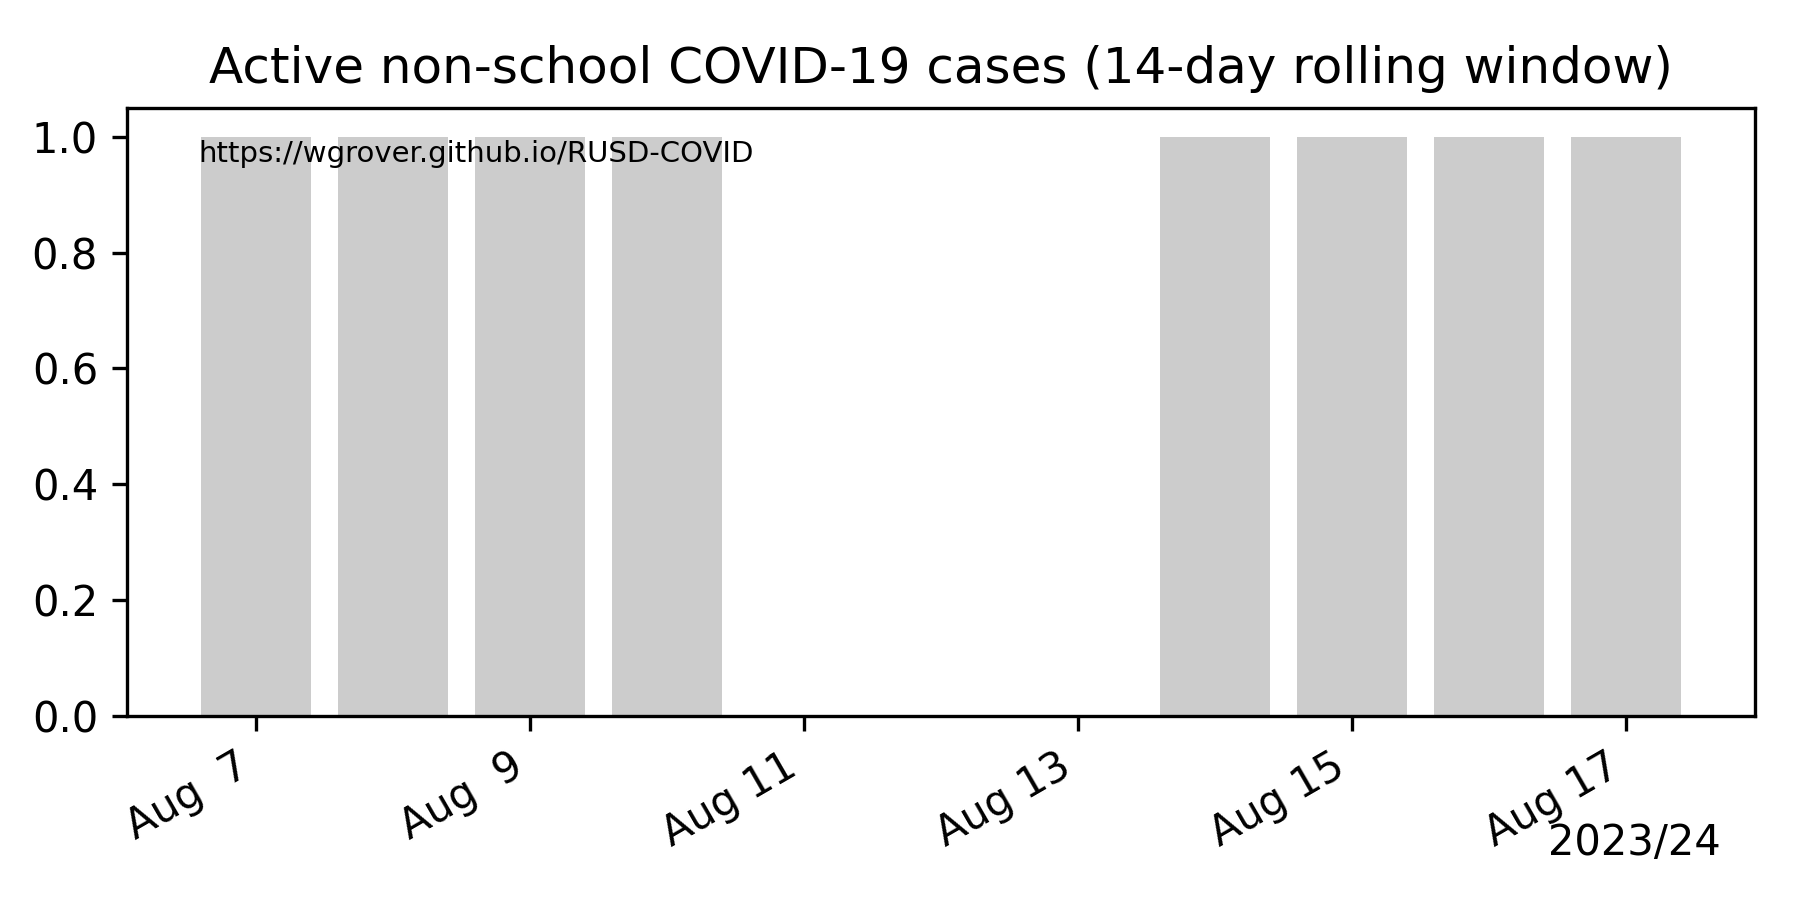 Active non-school COVID-19 cases (14-day rolling window)
1.0
https://wgrover.github.io/RUSD-COVID
0.8
0.6
0.4
0.2
0.0
Aug 7
Aug 9
Aug 11
Aug 13
Aug 15
Aug 17
2023/24